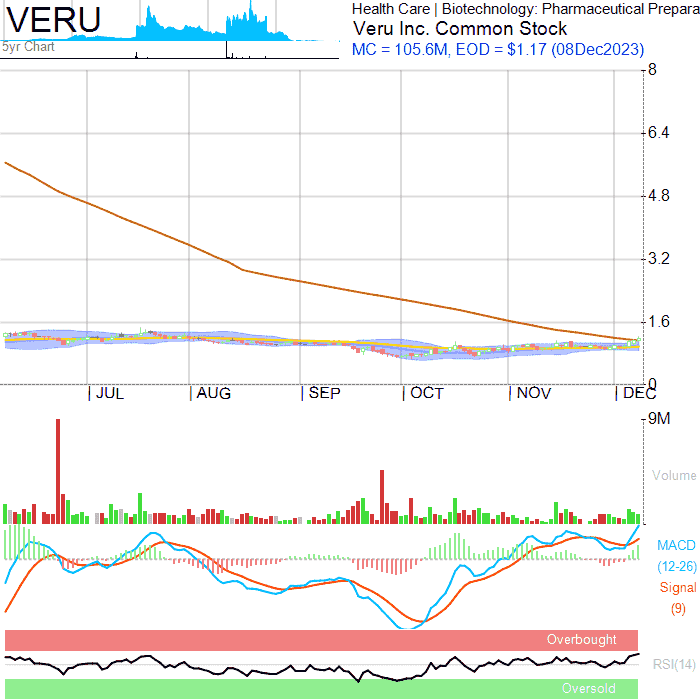 VERU
5yr Chart
Health Care | Biotechnology: Pharmaceutical Prepara
Veru Inc. Common Stock
MC = 105.6M, EOD = $1.17 (08Dec2023)
8
6.4
4.8
3.2
1.6
0
JUL AUG SEP OCT NOV DEC
9M
Volume
MACD
(12-26)
Signal
(9)
Overbought
RSI(14)
Oversold